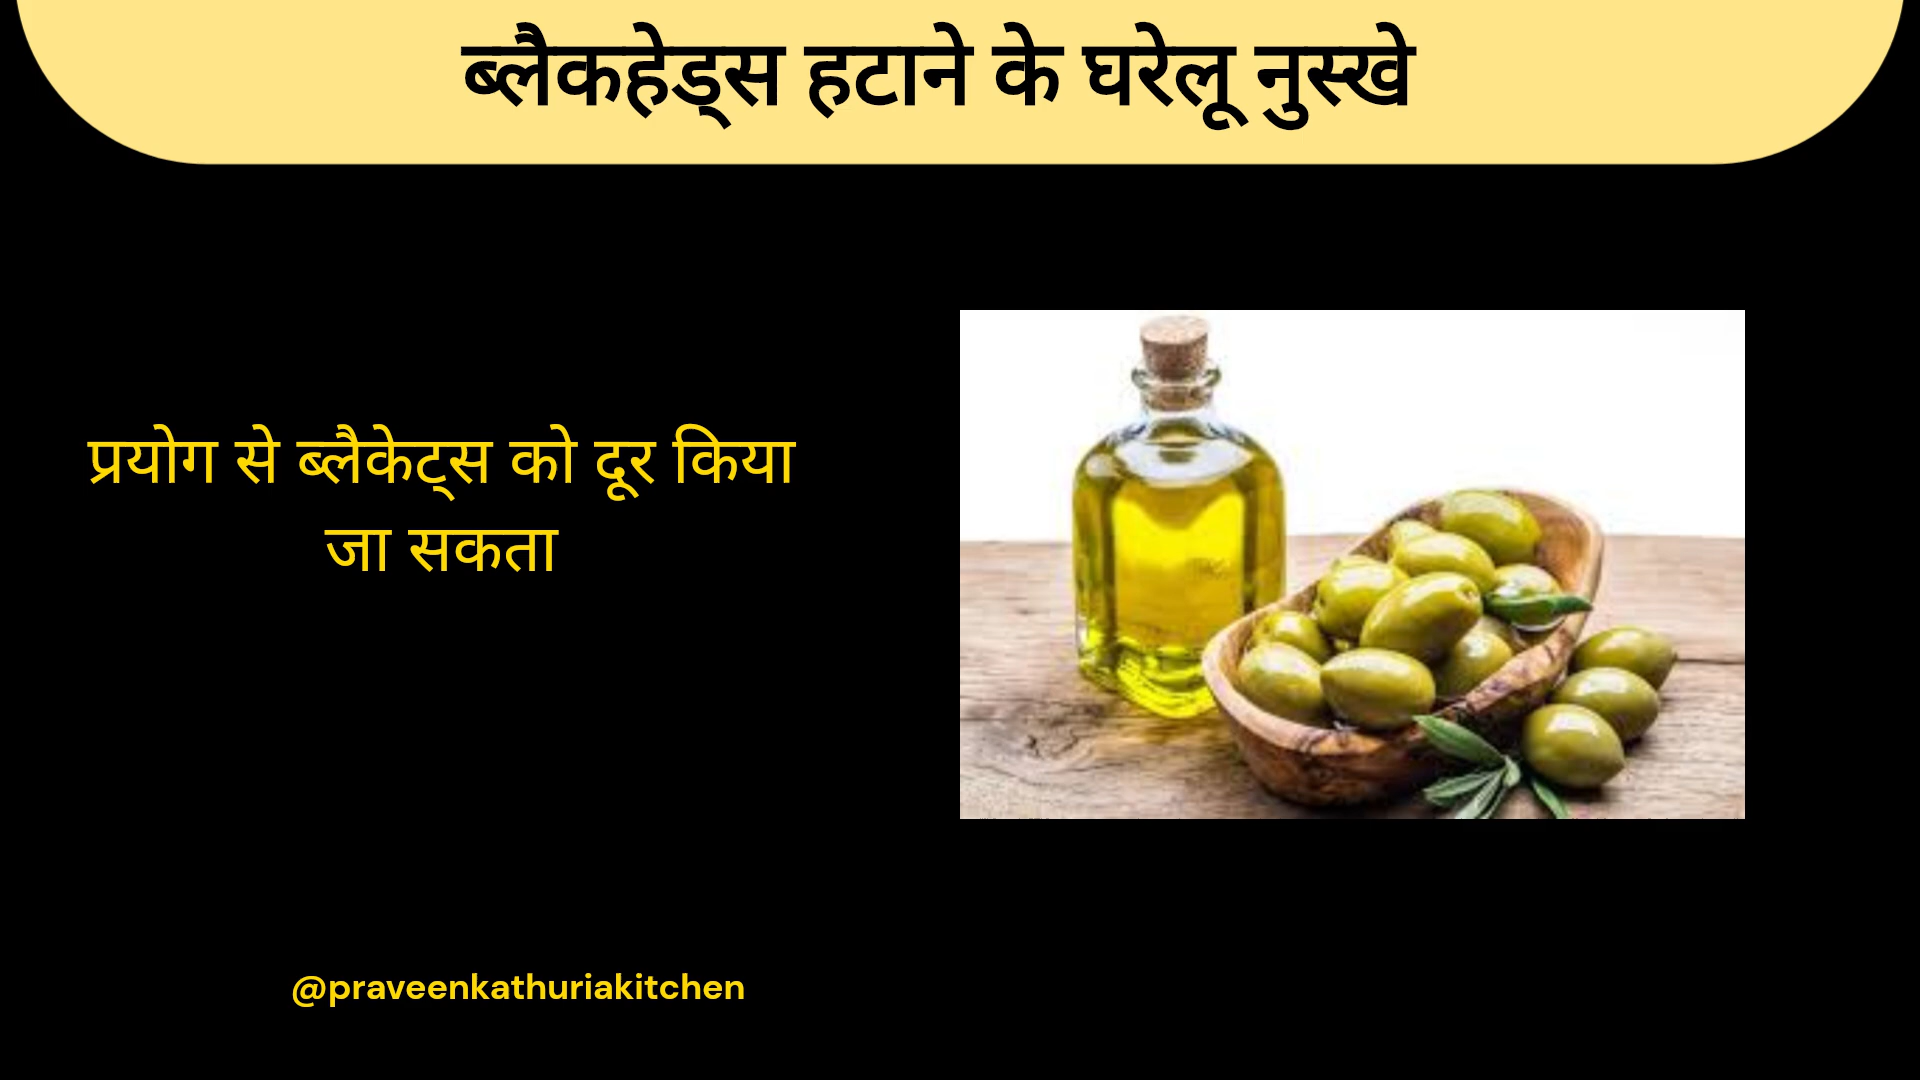 ब्लैकहेड्स हटाने के घरेलू नुस्खे
प्रयोग से ब्लैकेट्स को दूर किया
जा सकता
@praveenkathuriakitchen